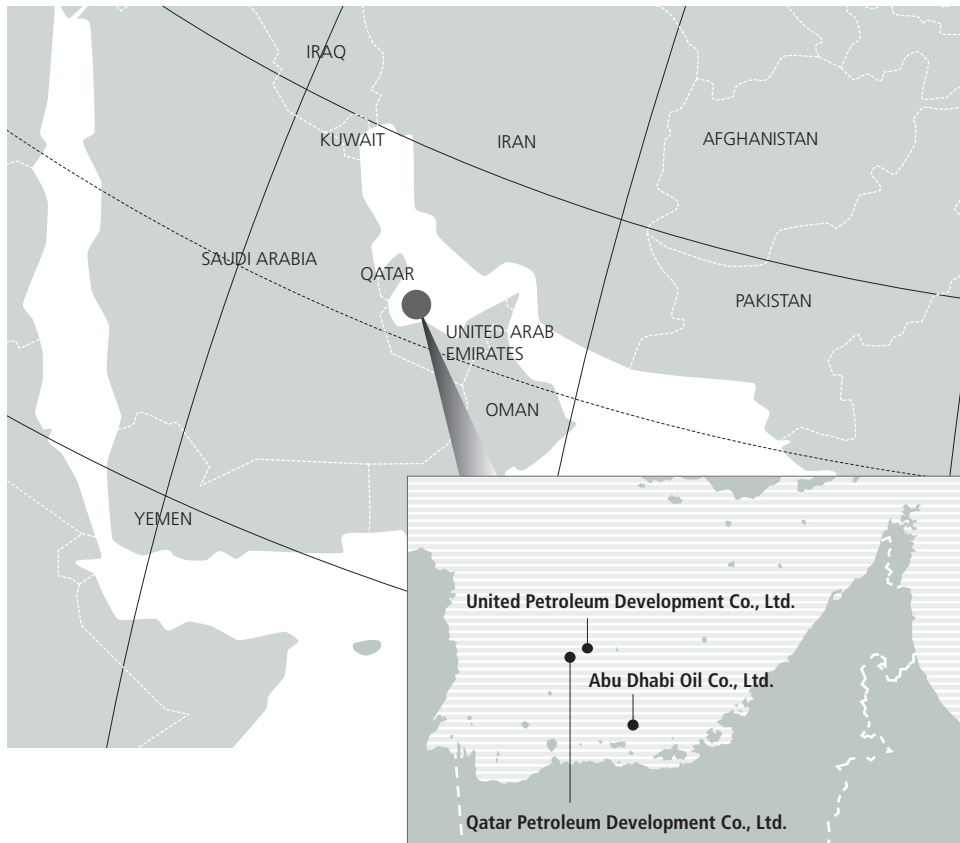 IRAQ
KUWAIT
IRAN
AFGHANISTAN
SAUDI ARABIA
QATAR
PAKISTAN
UNITED ARAB
EMIRATES
OMAN
YEMEN
United Petroleum Development Co., Ltd.
Abu Dhabi Oil Co., Ltd.
Qatar Petroleum Development Co., Ltd.